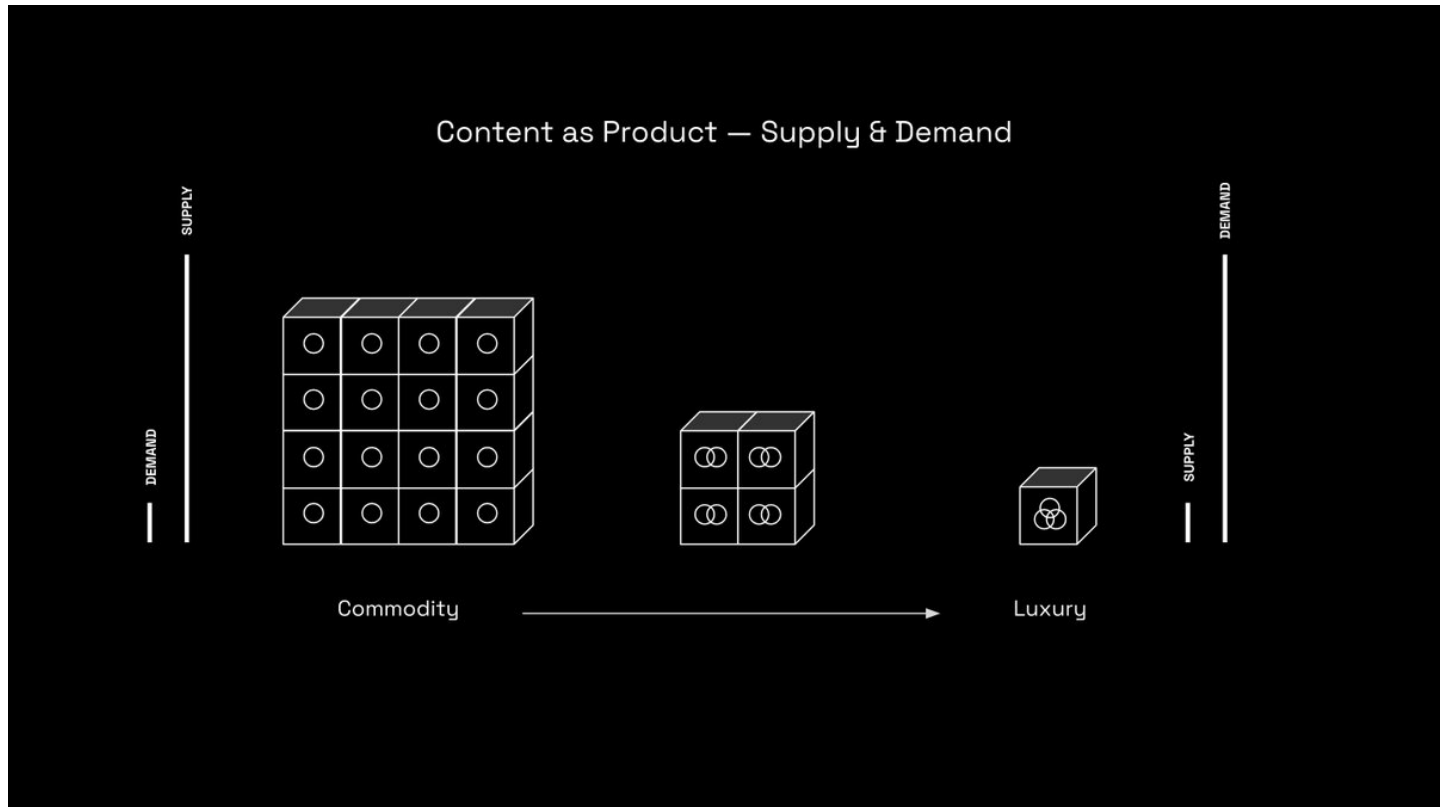 Content as Product — Supply & Demand
SUPPLY
DEMAND
DEMAND
SUPPLY
Commodity
Luxury